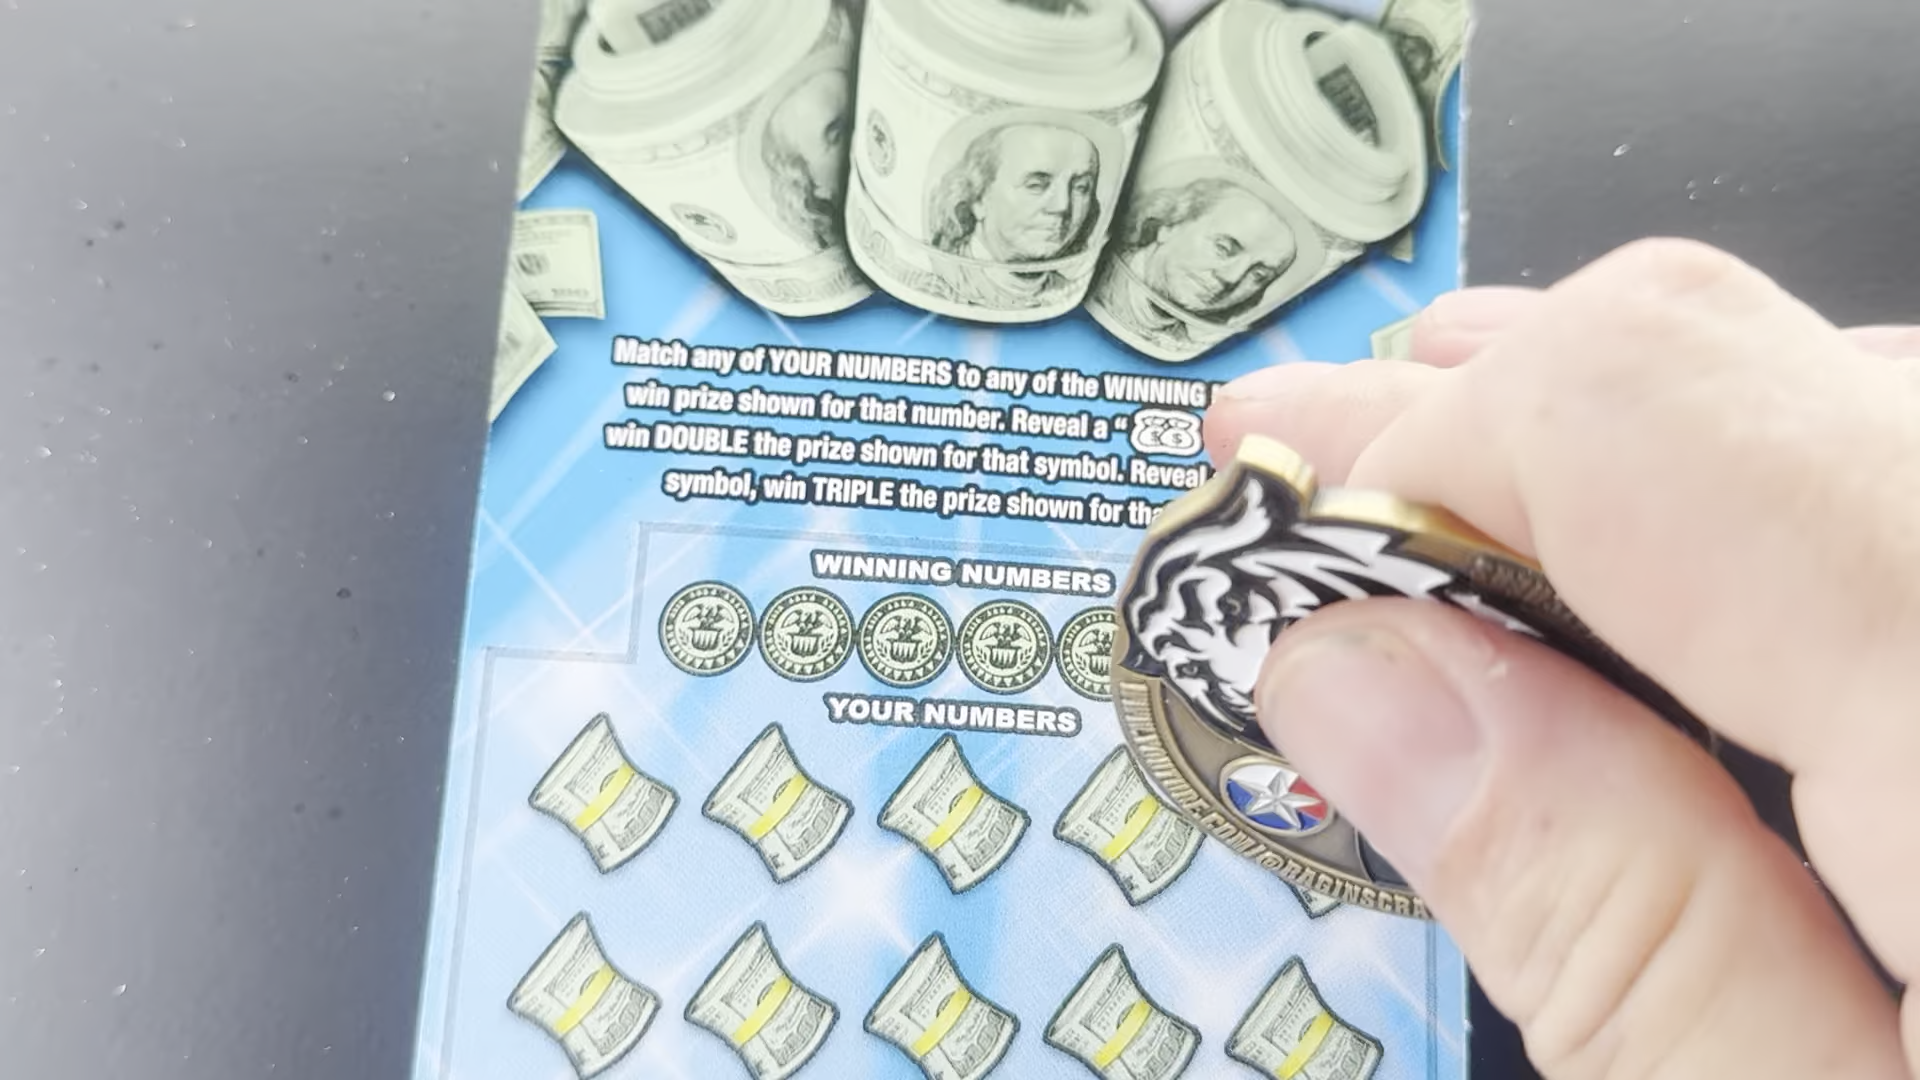 Match any of YOUR NUMBERS to any of the WINNING
win prize shown for that number. Reveal a "
win DOUBLE the prize shown for that symbol. Reveal
symbol, win TRIPLE the prize shown for
WINNING NUMBERS
YOUR NUMBERS